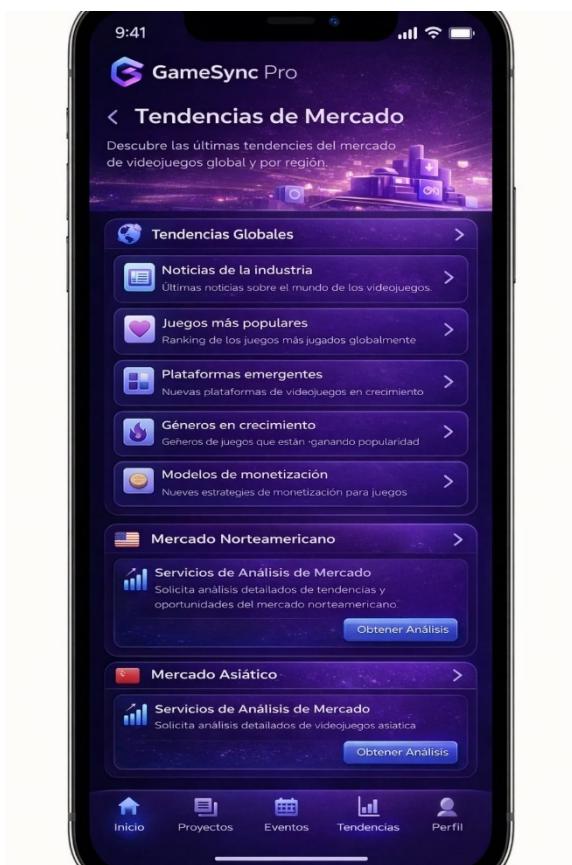 9:41
GameSync Pro
Tendencias de Mercado
Descubre las últimas tendencies del mercado
de videojuegos global y por región.
Tendencias Globales
Noticias de la industria
Últimas noticias sobre el mundo de los videojuegos.
Juegos más populares
Ranking de los juegos más jugados globalmente
Plataformas emergentes
Nuevas plataformas de videojuegos en crecimiento
Géneros en crecimiento
Geñeros de juegos que están -ganando popularidad
Modelos de monetización
Nueves estrategies de monetización para juegos
Mercado Norteamericano
Servicios de Análisis de Mercado
Solicita análisis detailados de tendencias y
oportunidades del mercado norteamericano.
Obtener Análisis
Mercado Asiático
Servicios de Análisis de Mercado
Solicita análisis detailados de videojuegos asiatica
Obtener Análisis
Inicio
Proyectos
Eventos
Tendencias
Perfil